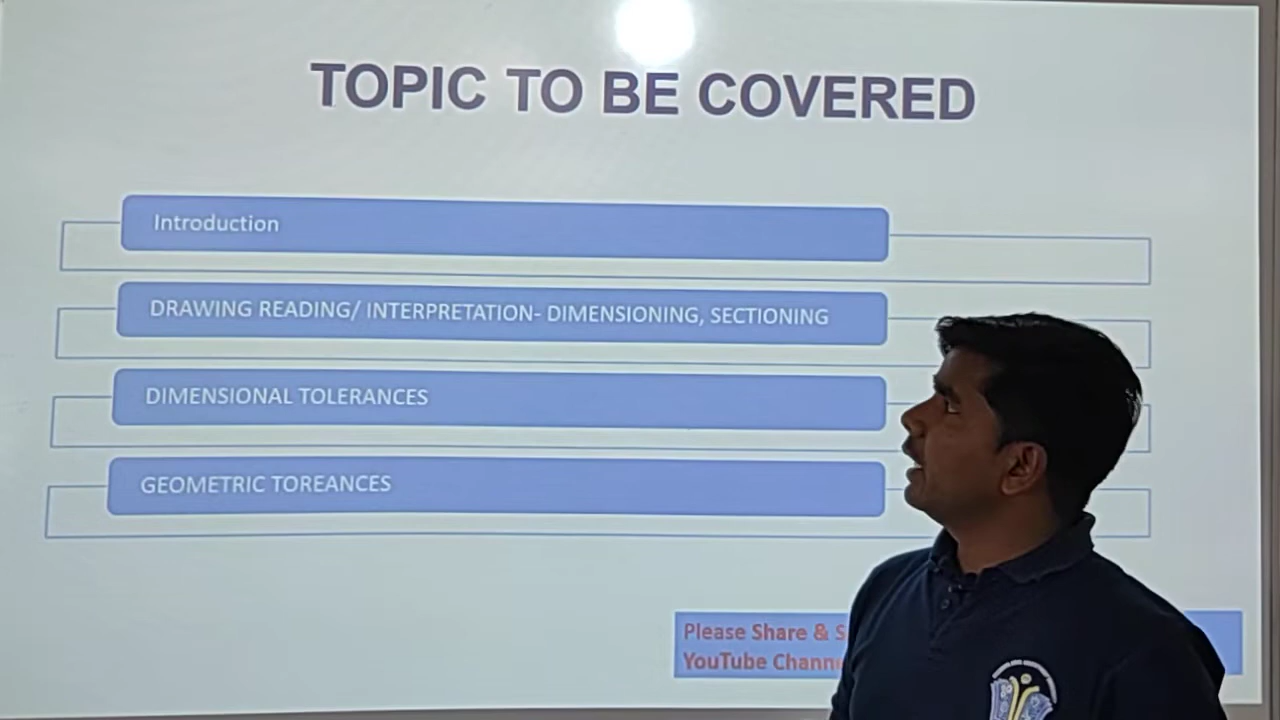 TOPIC TO BE COVERED
Introduction
DRAWING READING/ INTERPRETATION- DIMENSIONING, SECTIONING
DIMENSIONAL TOLERANCES
GEOMETRIC TOREANCES
Please Share &
YouTube